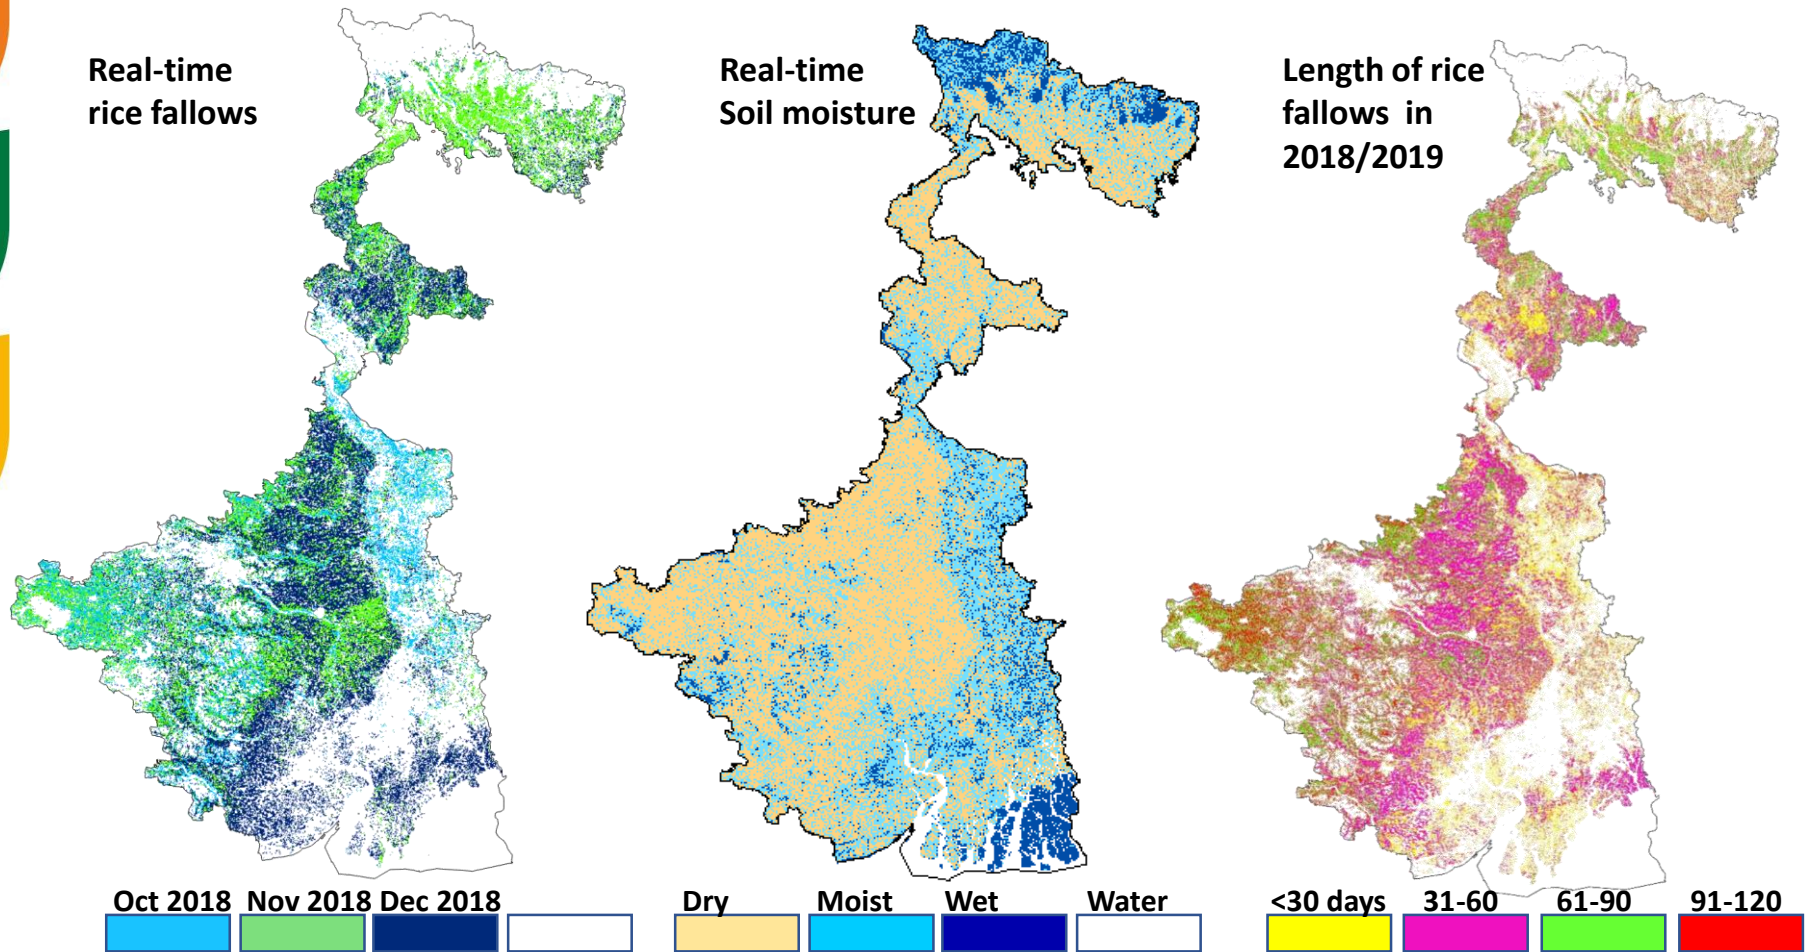 Real-time
rice fallows
Real-time
Soil moisture
Length of rice
fallows in
2018/2019
Oct 2018 Nov 2018 Dec 2018
Dry Moist Wet Water
<30 days 31-60 61-90 91-120